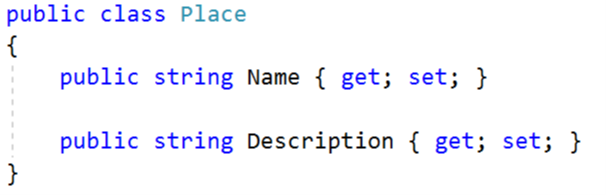 public class Place
{
    public string Name { get; set; }
    public string Description { get; set; }
}